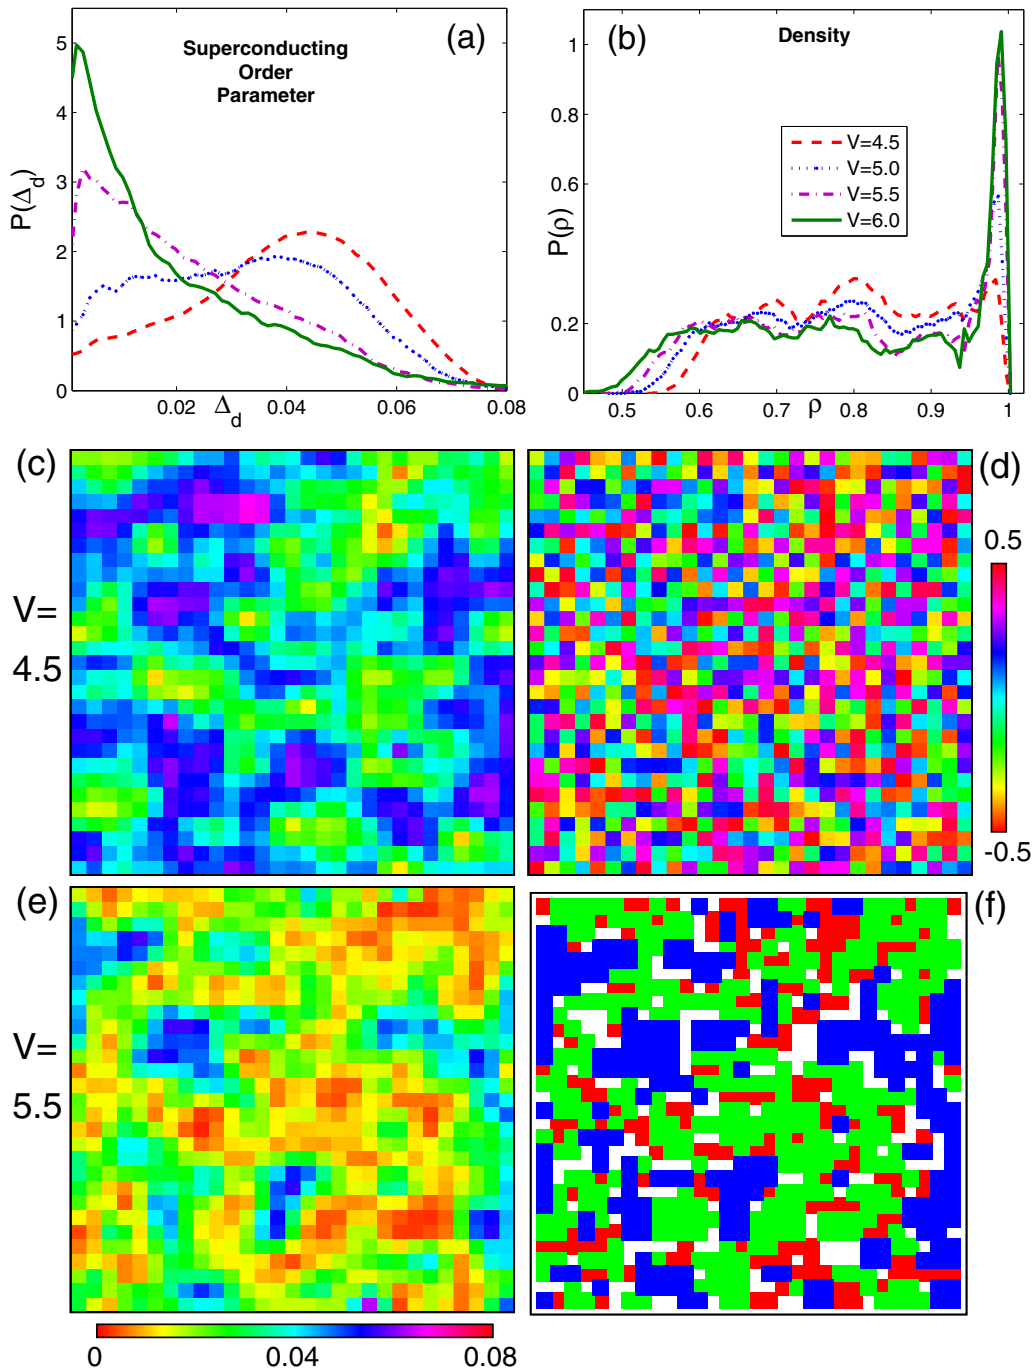 (a)
Superconducting
Order
Parameter
P(Δd)
5
4
3
2
1
0
0.02
0.04
0.06
0.08
Δd
(b)
Density
P(ρ)
1
0.8
0.6
0.4
0.2
0
0.5
0.6
0.7
0.8
0.9
1
ρ
V=4.5
V=5.0
V=5.5
V=6.0
(c)
V=
4.5
(d)
0.5
-0.5
(e)
V=
5.5
(f)
0
0.04
0.08